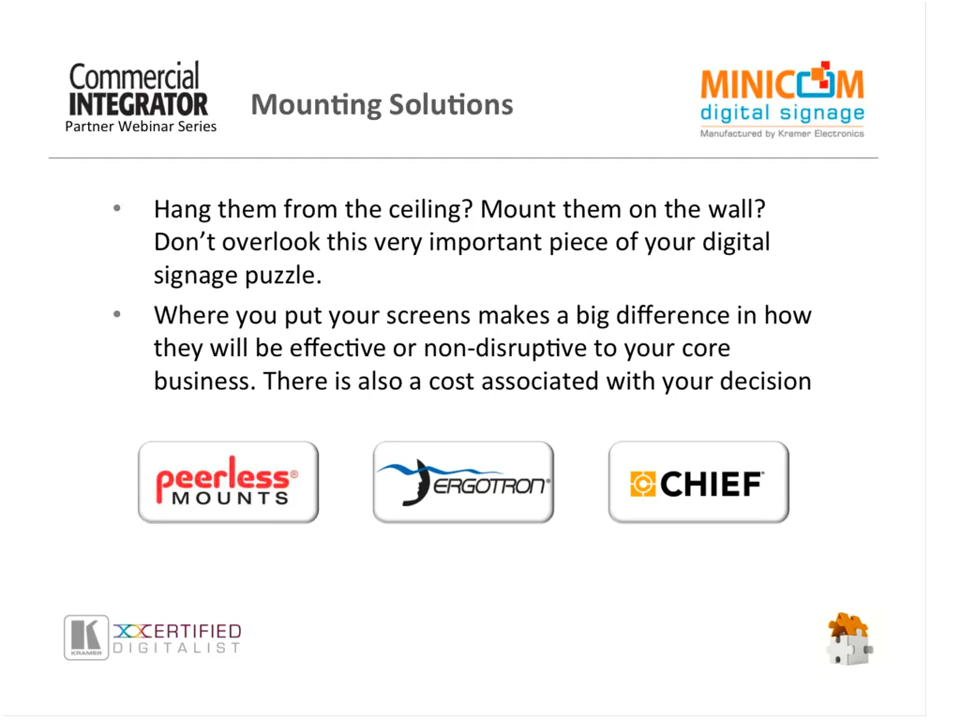 Commercial
INTEGRATOR
Partner Webinar Series
Mounting Solutions
MINICOM
digital signage
Manufactured by Kramer Electronics
• Hang them from the ceiling? Mount them on the wall?
Don’t overlook this very important piece of your digital
signage puzzle.
• Where you put your screens makes a big difference in how
they will be effective or non-disruptive to your core
business. There is also a cost associated with your decision
peerless®
MOUNTS
ERGOTRON®
CHIEF™
K
KRAMER
CERTIFIED
DIGITALIST